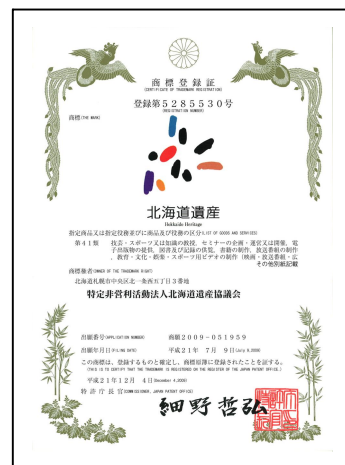 商標登録証
(CERTIFICATE OF TRADEMARK REGISTRATION)
登録第5285530号
(REGISTRATION NUMBER)
商標(THE MARK)
北海道遺産
Hokkaido Heritage
指定商品又は指定役務並びに商品及び役務の区分(LIST OF GOODS AND SERVICES)
第41類 技芸・スポーツ又は知識の教授、セミナーの企画・運営又は開催、電
子出版物の提供、図書及び記録の供覧、書籍の制作、放送番組の制作
、教育・文化・娯楽・スポーツ用ビデオの制作(映画・放送番組・広
その他別紙記載
商標権者(OWNER OF THE TRADEMARK RIGHT)
北海道札幌市中央区北一条西五丁目3番地
特定非営利活動法人北海道遺産協議会
出願番号(APPLICATION NUMBER) 商願2009-051959
出願年月日(FILING DATE) 平成21年 7月 9日(July 9,2009)
この商標は、登録するものと確定し、商標原簿に登録されたことを証する。
(THIS IS TO CERTIFY THAT THE TRADEMARK IS REGISTERED ON THE REGISTER OF THE JAPAN PATENT OFFICE.)
平成21年12月 4日(December 4,2009)
特許庁長官(COMMISSIONER, JAPAN PATENT OFFICE)
細野哲弘